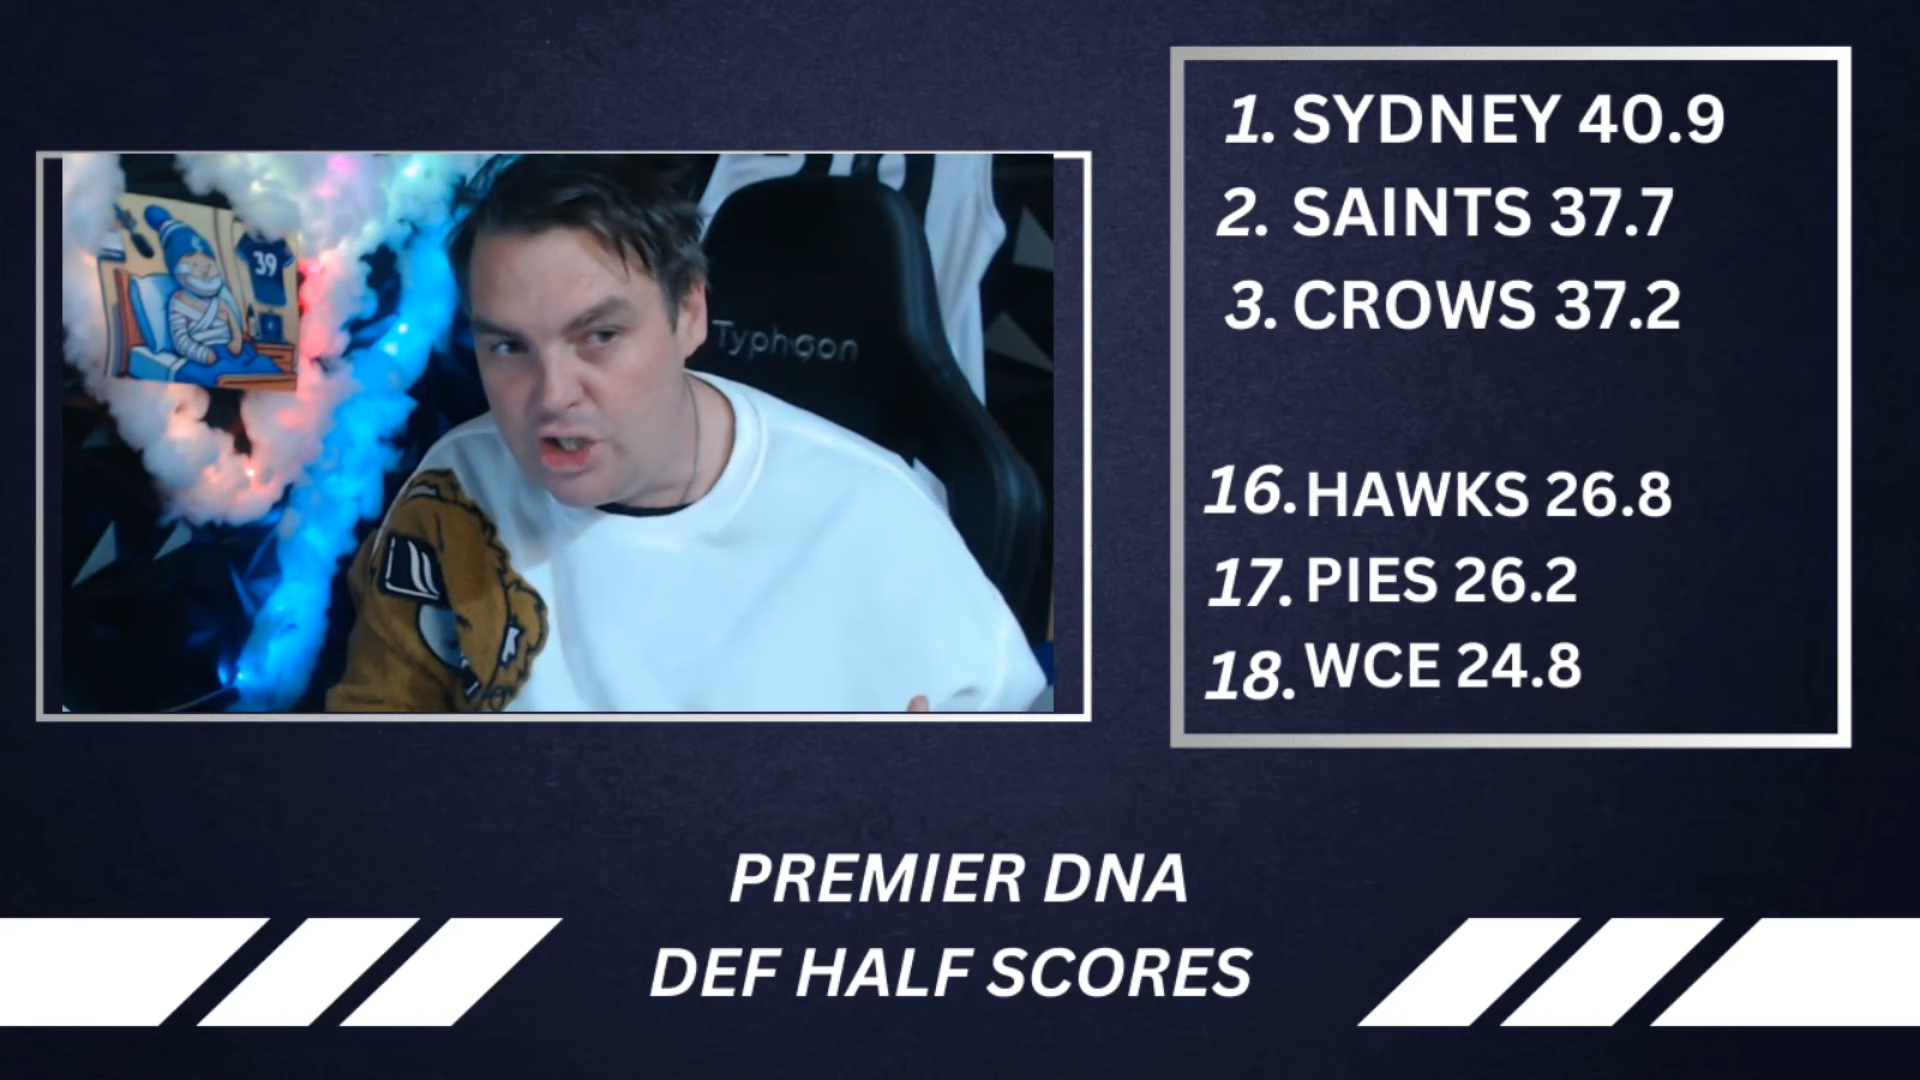 39
Typhoon
1. SYDNEY 40.9
2. SAINTS 37.7
3. CROWS 37.2
16. HAWKS 26.8
17. PIES 26.2
18. WCE 24.8
PREMIER DNA
DEF HALF SCORES